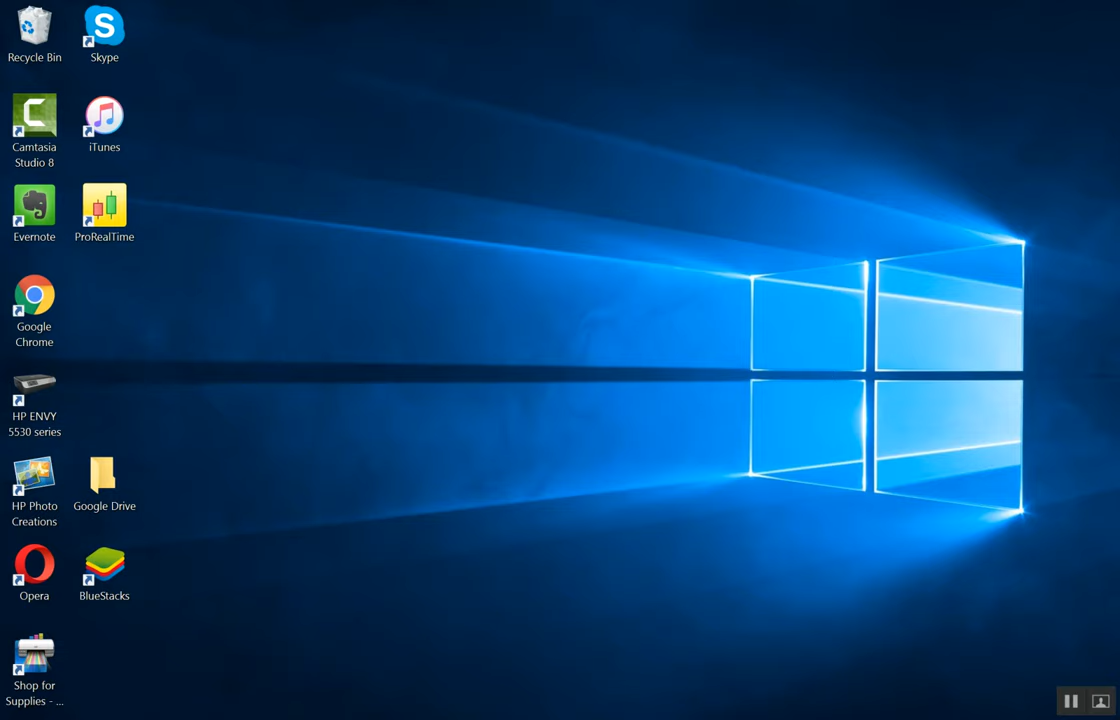 Recycle Bin
Skype
Camtasia
Studio 8
iTunes
Evernote
ProRealTime
Google
Chrome
HP ENVY
5530 series
HP Photo
Creations
Google Drive
Opera
BlueStacks
Shop for
Supplies - ...